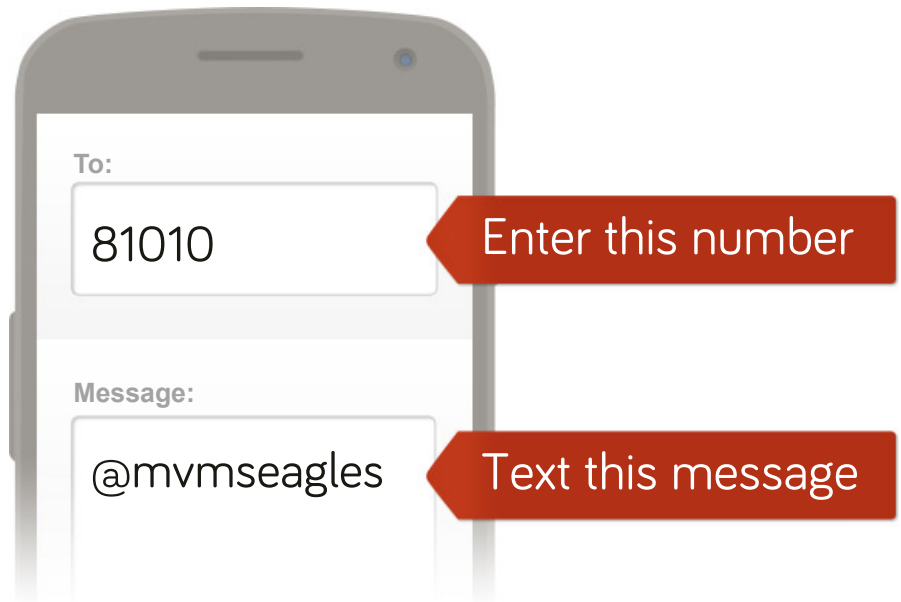 To:
81010
Enter this number
Message:
@mvmseagles
Text this message